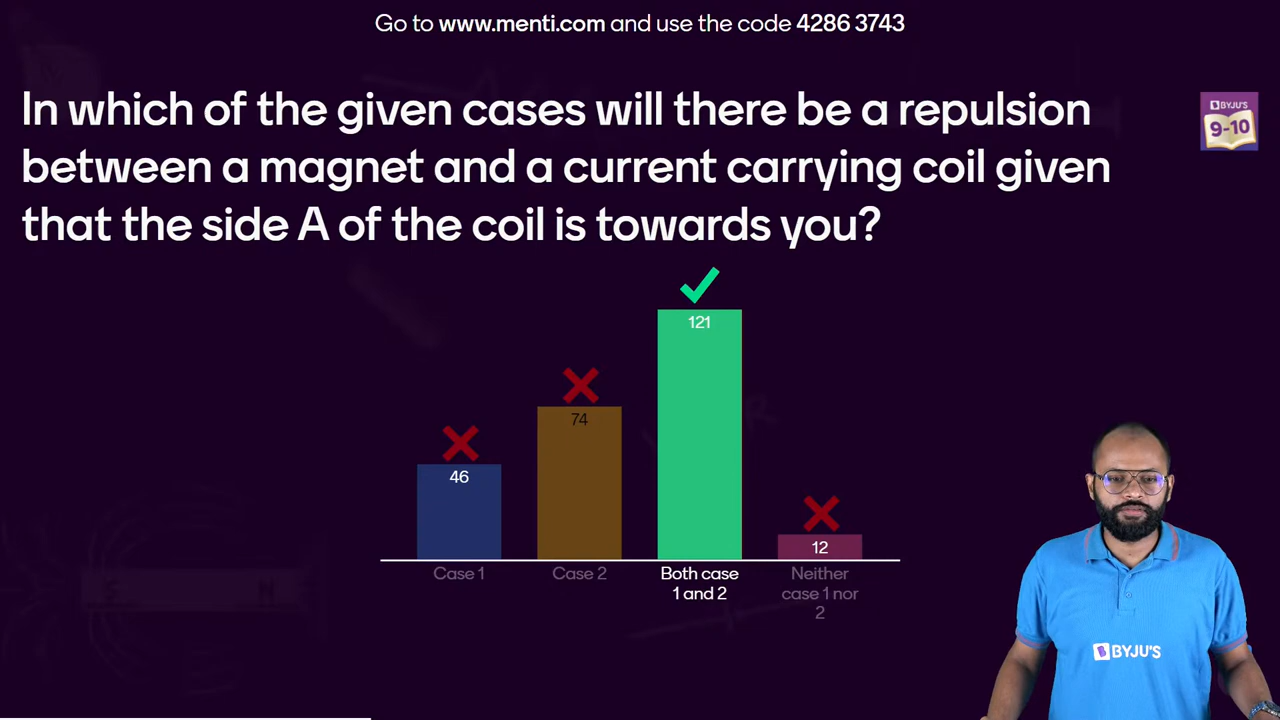 Go to www.menti.com and use the code 4286 3743
In which of the given cases will there be a repulsion
between a magnet and a current carrying coil given
that the side A of the coil is towards you?
BYJU'S
9-10
121
74
46
12
Case 1
Case 2
Both case
1 and 2
Neither
case 1 nor
2
S
N
BYJU'S